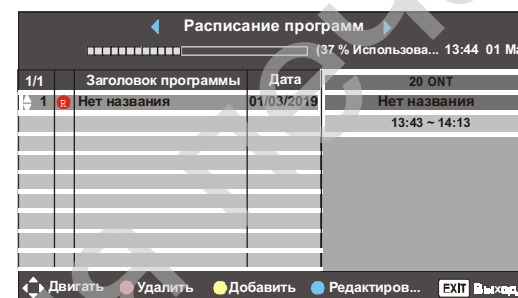 Расписание программ
(37 % Использова... 13:44 01 Ма
1/1 Заголовок программы Дата 20 ONT
1 R Нет названия 01/03/2019 Нет названия
13:43 ~ 14:13
Двигать Удалить Добавить Редактиров... EXIT Выход